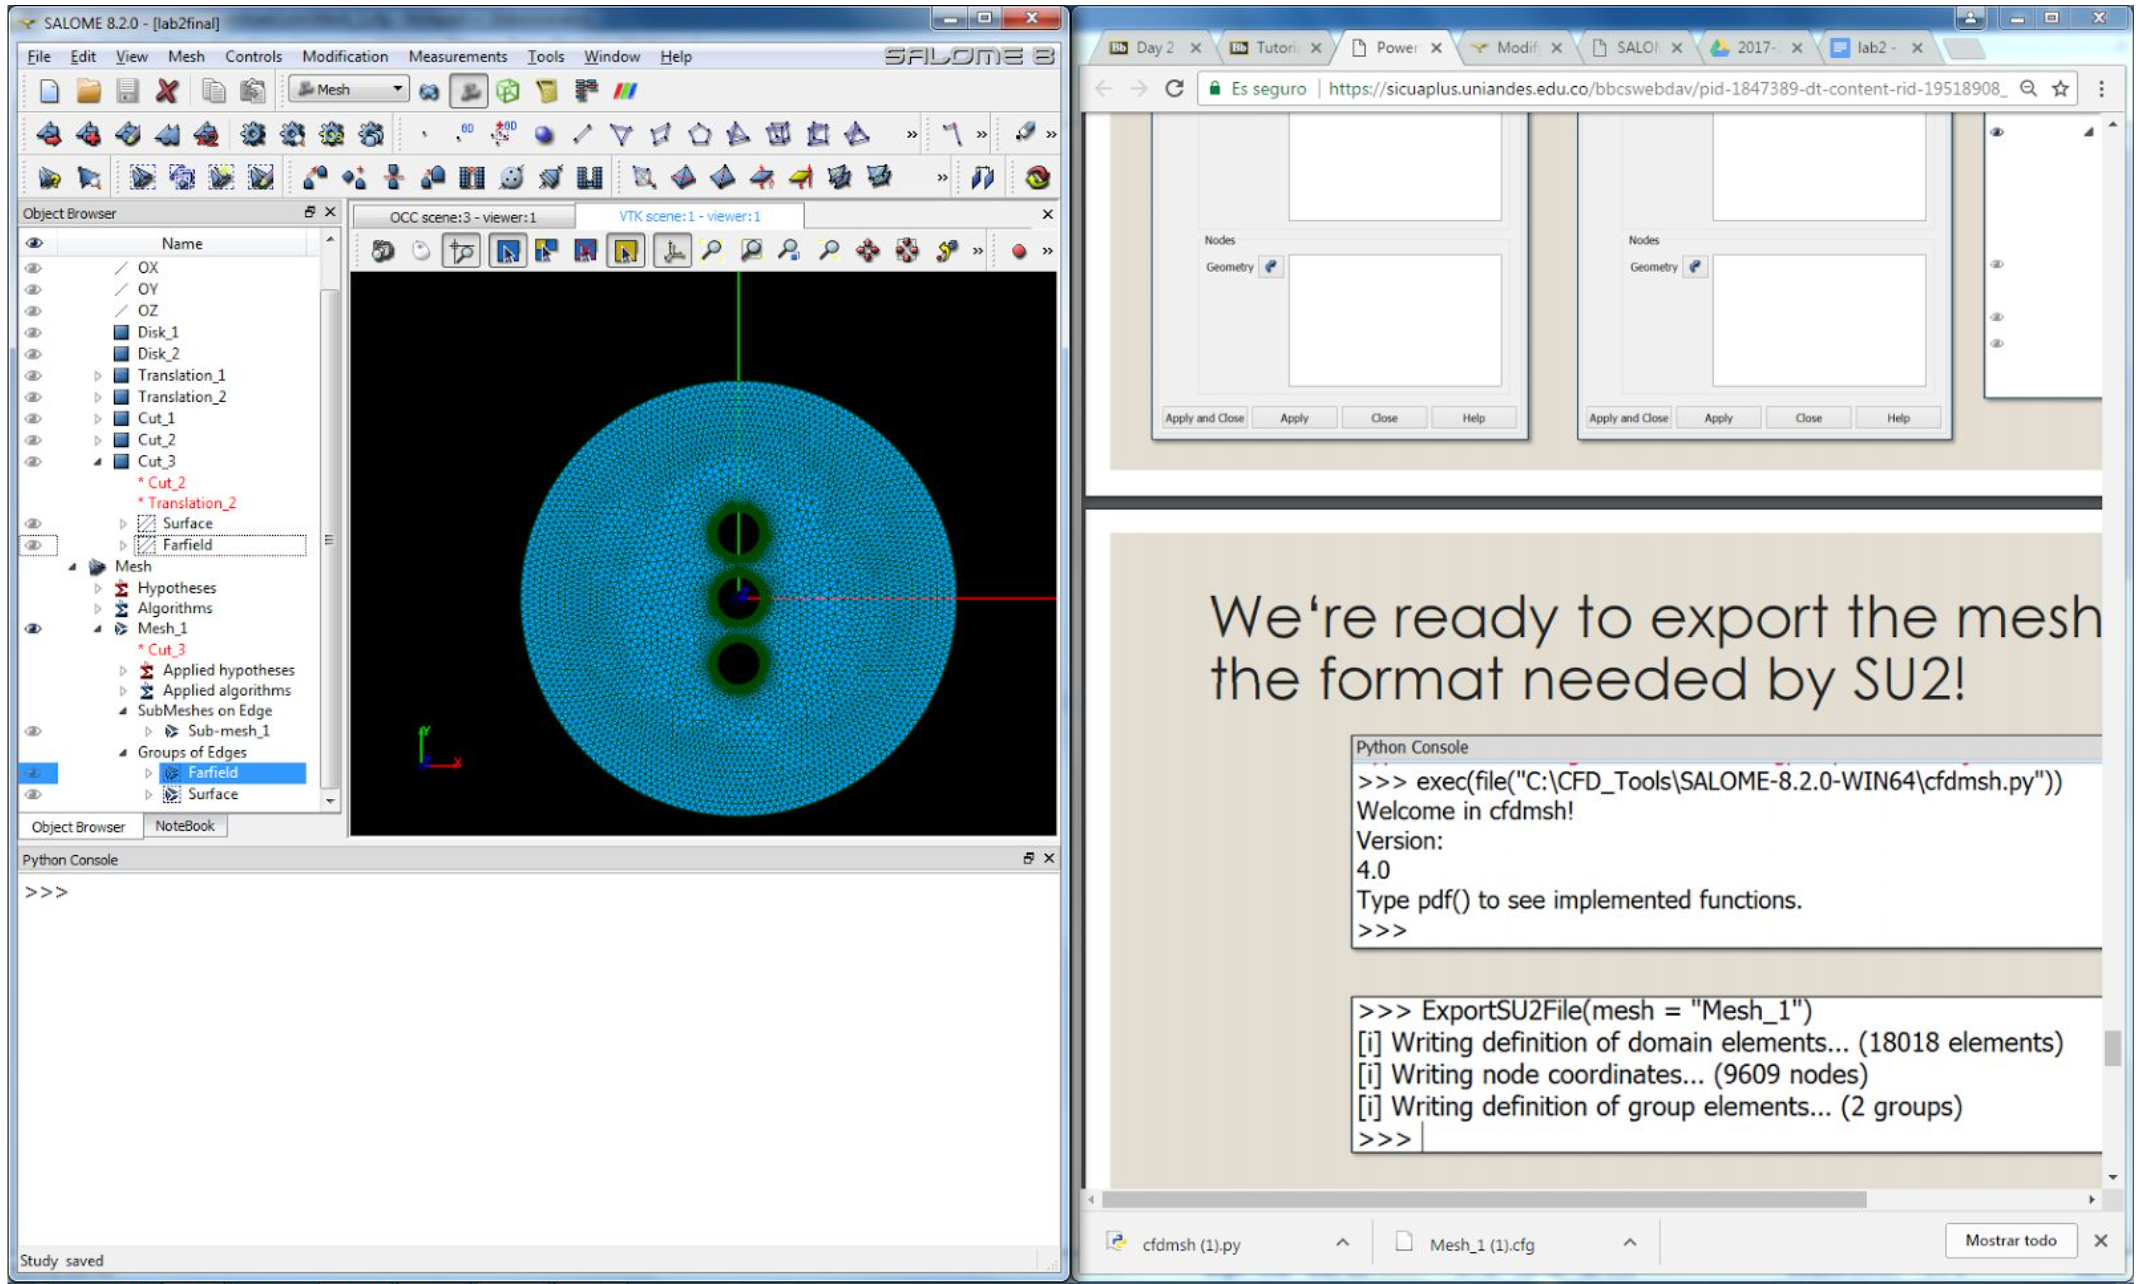 SALOME 8.2.0 - [lab2final]
File Edit View Mesh Controls Modification Measurements Tools Window Help
SALOME 8
Mesh
Object Browser
Name
OX
OY
OZ
Disk_1
Disk_2
Translation_1
Translation_2
Cut_1
Cut_2
Cut_3
* Cut_2
* Translation_2
Surface
Farfield
Mesh
Hypotheses
Algorithms
Mesh_1
* Cut_3
Applied hypotheses
Applied algorithms
SubMeshes on Edge
Sub-mesh_1
Groups of Edges
Farfield
Surface
Object Browser NoteBook
OCC scene:3 - viewer:1 VTK scene:1 - viewer:1
Y
X
Python Console
>>>
Study saved
Day 2 Tutori Power Modif SALO 2017- lab2 -
Es seguro https://sicuaplus.uniandes.edu.co/bbcswebdav/pid-1847389-dt-content-rid-19518908_
Nodes
Geometry
Apply and Close Apply Close Help
Nodes
Geometry
Apply and Close Apply Close Help
We're ready to export the mesh
the format needed by SU2!
Python Console
>>> exec(file("C:\CFD_Tools\SALOME-8.2.0-WIN64\cfdmsh.py"))
Welcome in cfdmsh!
Version:
4.0
Type pdf() to see implemented functions.
>>>
>>> ExportSU2File(mesh = "Mesh_1")
[i] Writing definition of domain elements... (18018 elements)
[i] Writing node coordinates... (9609 nodes)
[i] Writing definition of group elements... (2 groups)
>>>
cfdmsh (1).py Mesh_1 (1).cfg Mostrar todo